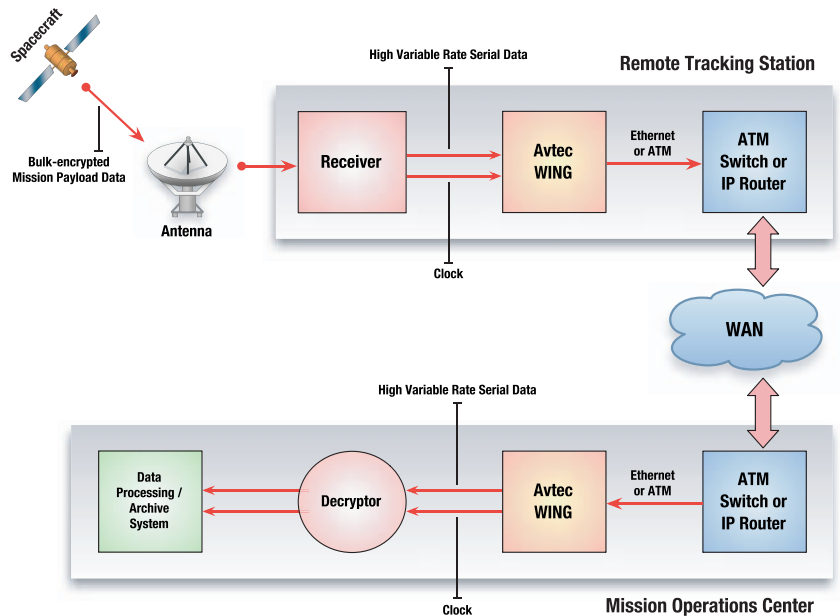 Spacecraft
High Variable Rate Serial Data
Remote Tracking Station
Bulk-encrypted
Mission Payload Data
Antenna
Receiver
Avtec
WING
Ethernet
or ATM
ATM
Switch or
IP Router
Clock
WAN
High Variable Rate Serial Data
Data
Processing /
Archive
System
Decryptor
Avtec
WING
Ethernet
or ATM
ATM
Switch or
IP Router
Clock
Mission Operations Center